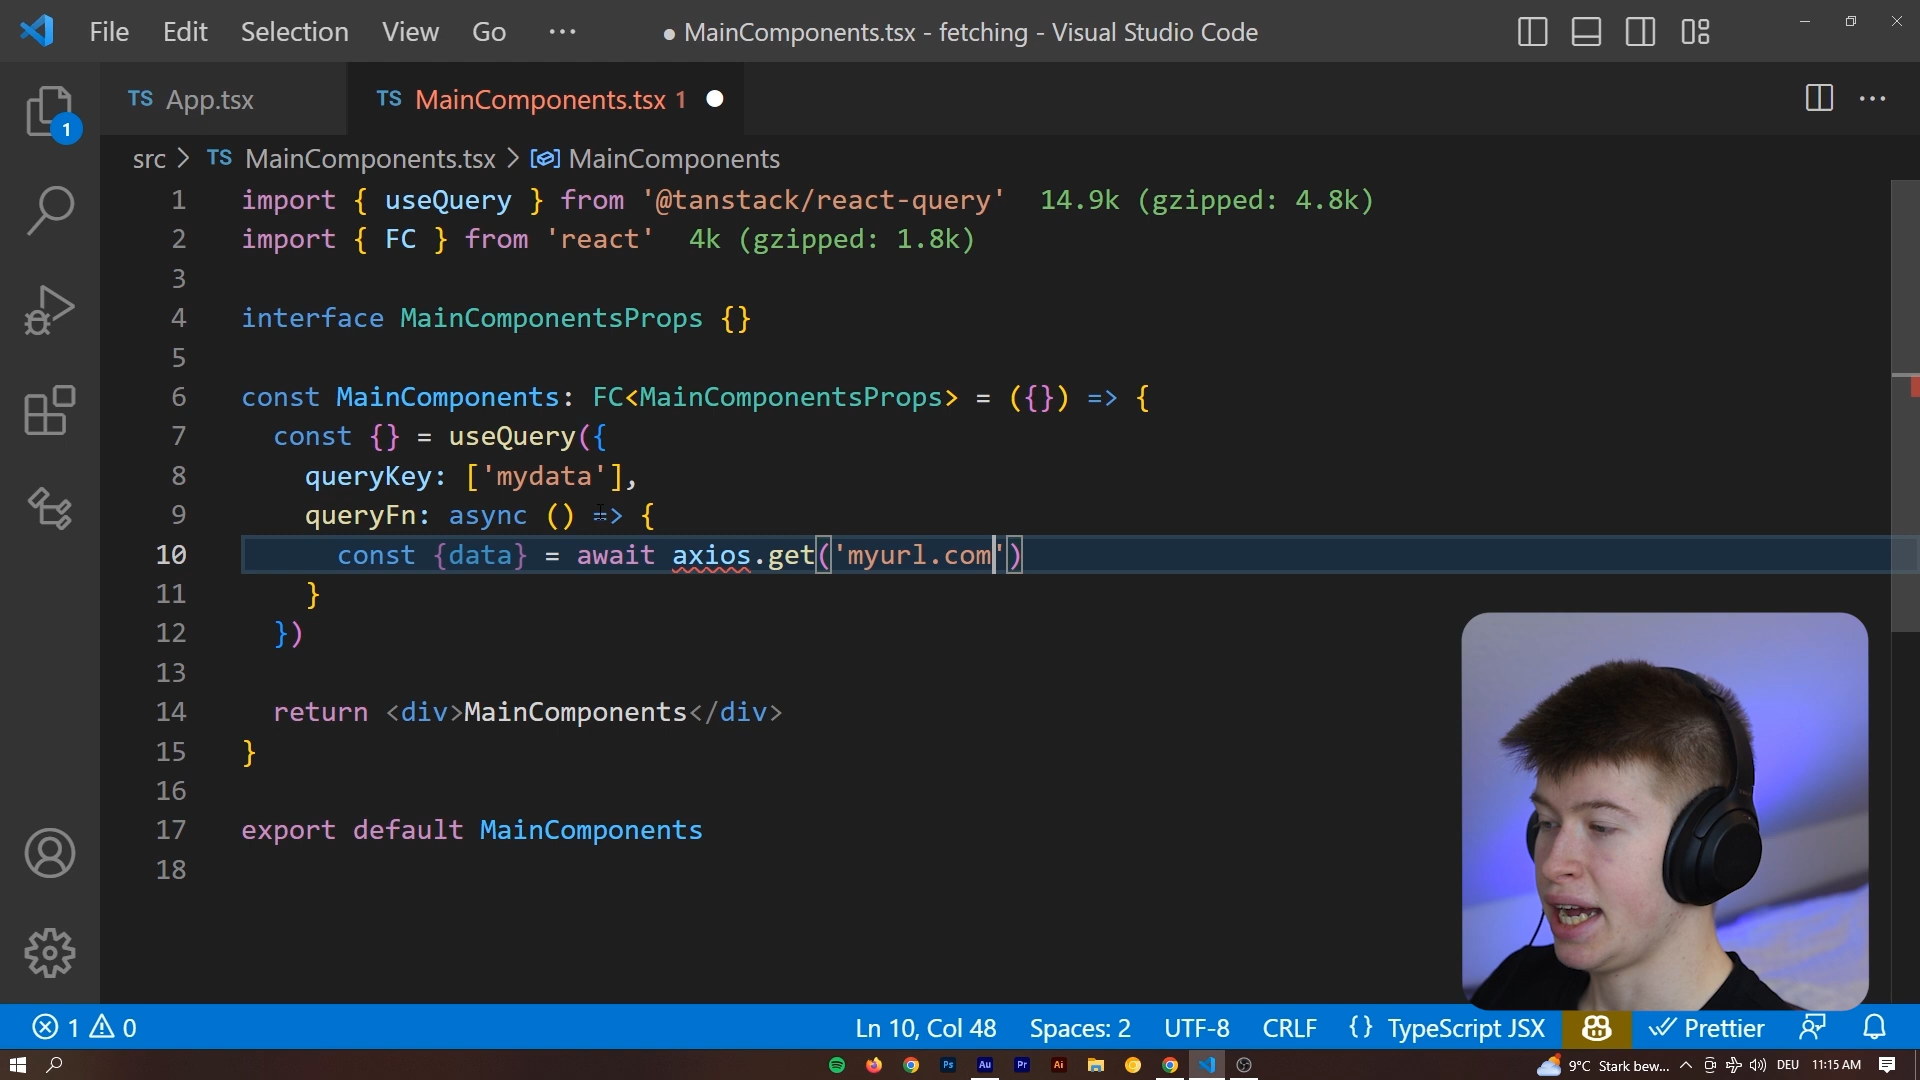 File Edit Selection View Go ··· ● MainComponents.tsx - fetching - Visual Studio Code
TS App.tsx TS MainComponents.tsx 1
1
src > TS MainComponents.tsx > MainComponents
1 import { useQuery } from '@tanstack/react-query' 14.9k (gzipped: 4.8k)
2 import { FC } from 'react' 4k (gzipped: 1.8k)
3
4 interface MainComponentsProps {}
5
6 const MainComponents: FC<MainComponentsProps> = ({}) => {
7 const {} = useQuery({
8 queryKey: ['mydata'],
9 queryFn: async () => {
10 const {data} = await axios.get('myurl.com')
11 }
12 })
13
14 return <div>MainComponents</div>
15 }
16
17 export default MainComponents
18
1 0 Ln 10, Col 48 Spaces: 2 UTF-8 CRLF {} TypeScript JSX Prettier
Ps Au Pr Ai 9°C Stark bew... DEU 11:15 AM